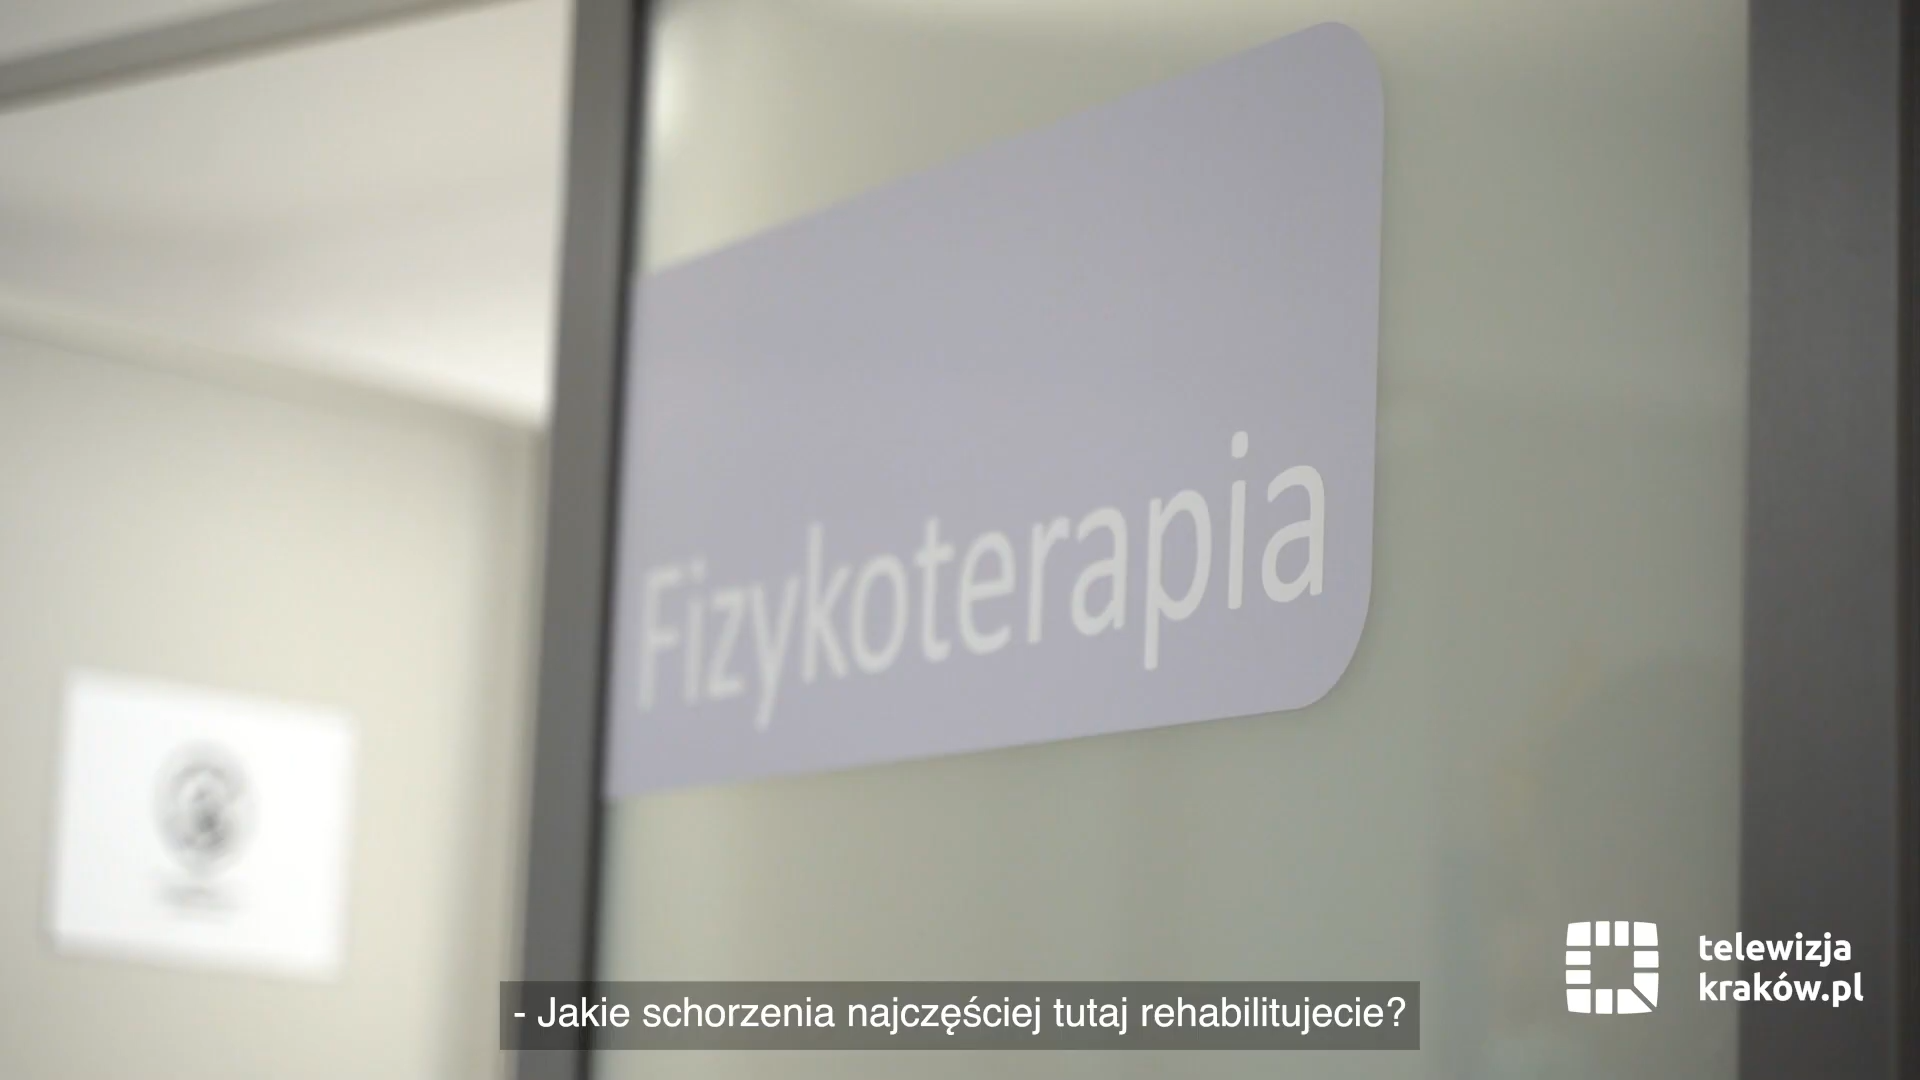 Fizykoterapia
telewizja
kraków.pl
- Jakie schorzenia najczęściej tutaj rehabilitujecie?